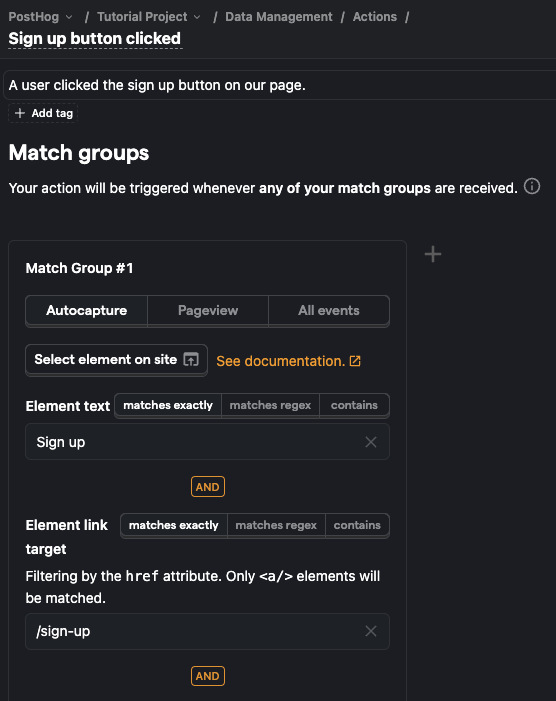 PostHog / Tutorial Project / Data Management / Actions /
Sign up button clicked
A user clicked the sign up button on our page.
+ Add tag
Match groups
Your action will be triggered whenever any of your match groups are received.
Match Group #1
Autocapture Pageview All events
Select element on site See documentation.
Element text matches exactly matches regex contains
Sign up
AND
Element link matches exactly matches regex contains
target
Filtering by the href attribute. Only <a/> elements will
be matched.
/sign-up
AND